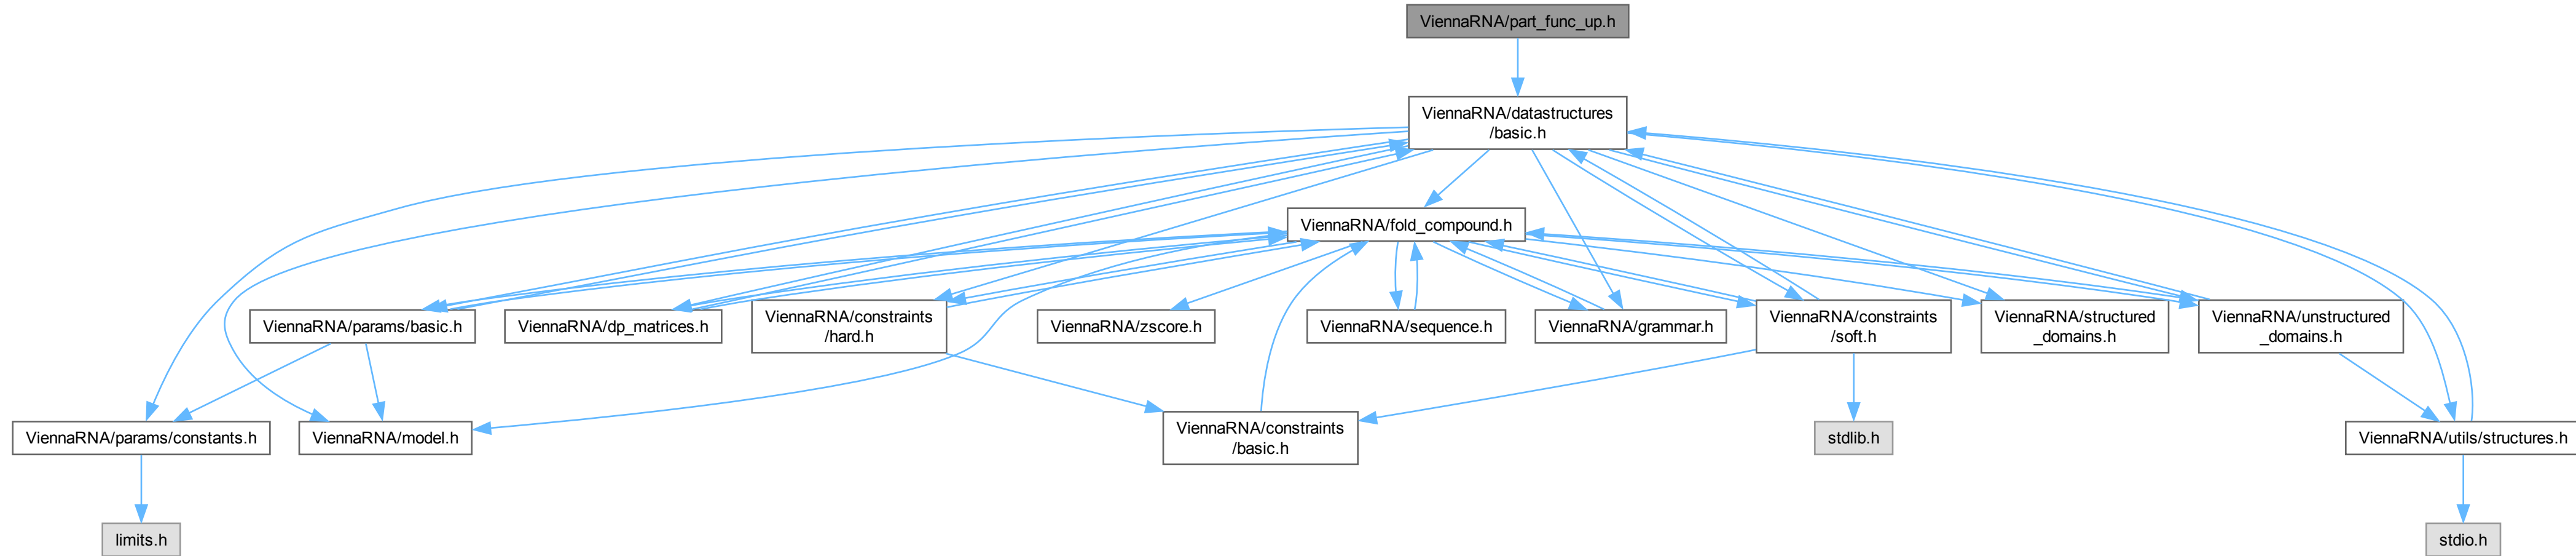 ViennaRNA/part_func_up.h
ViennaRNA/datastructures
/basic.h
ViennaRNA/fold_compound.h
ViennaRNA/params/basic.h
ViennaRNA/dp_matrices.h
ViennaRNA/constraints
/hard.h
ViennaRNA/zscore.h
ViennaRNA/sequence.h
ViennaRNA/grammar.h
ViennaRNA/constraints
/soft.h
ViennaRNA/structured
_domains.h
ViennaRNA/unstructured
_domains.h
ViennaRNA/params/constants.h
ViennaRNA/model.h
ViennaRNA/constraints
/basic.h
stdlib.h
ViennaRNA/utils/structures.h
limits.h
stdio.h